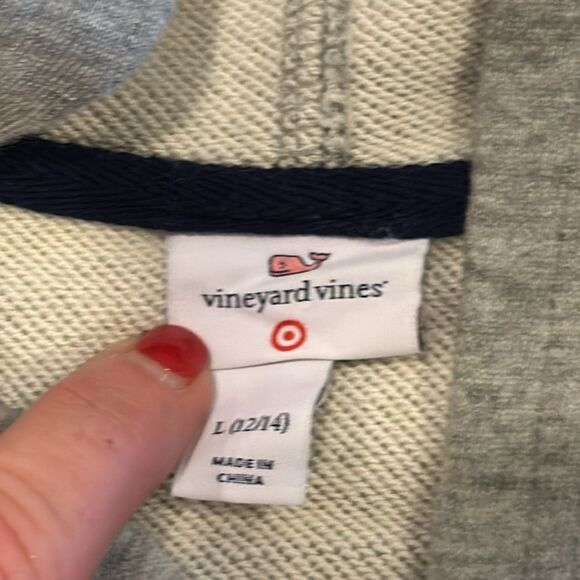 vineyard vines®
L (12/14)
MADE IN
CHINA